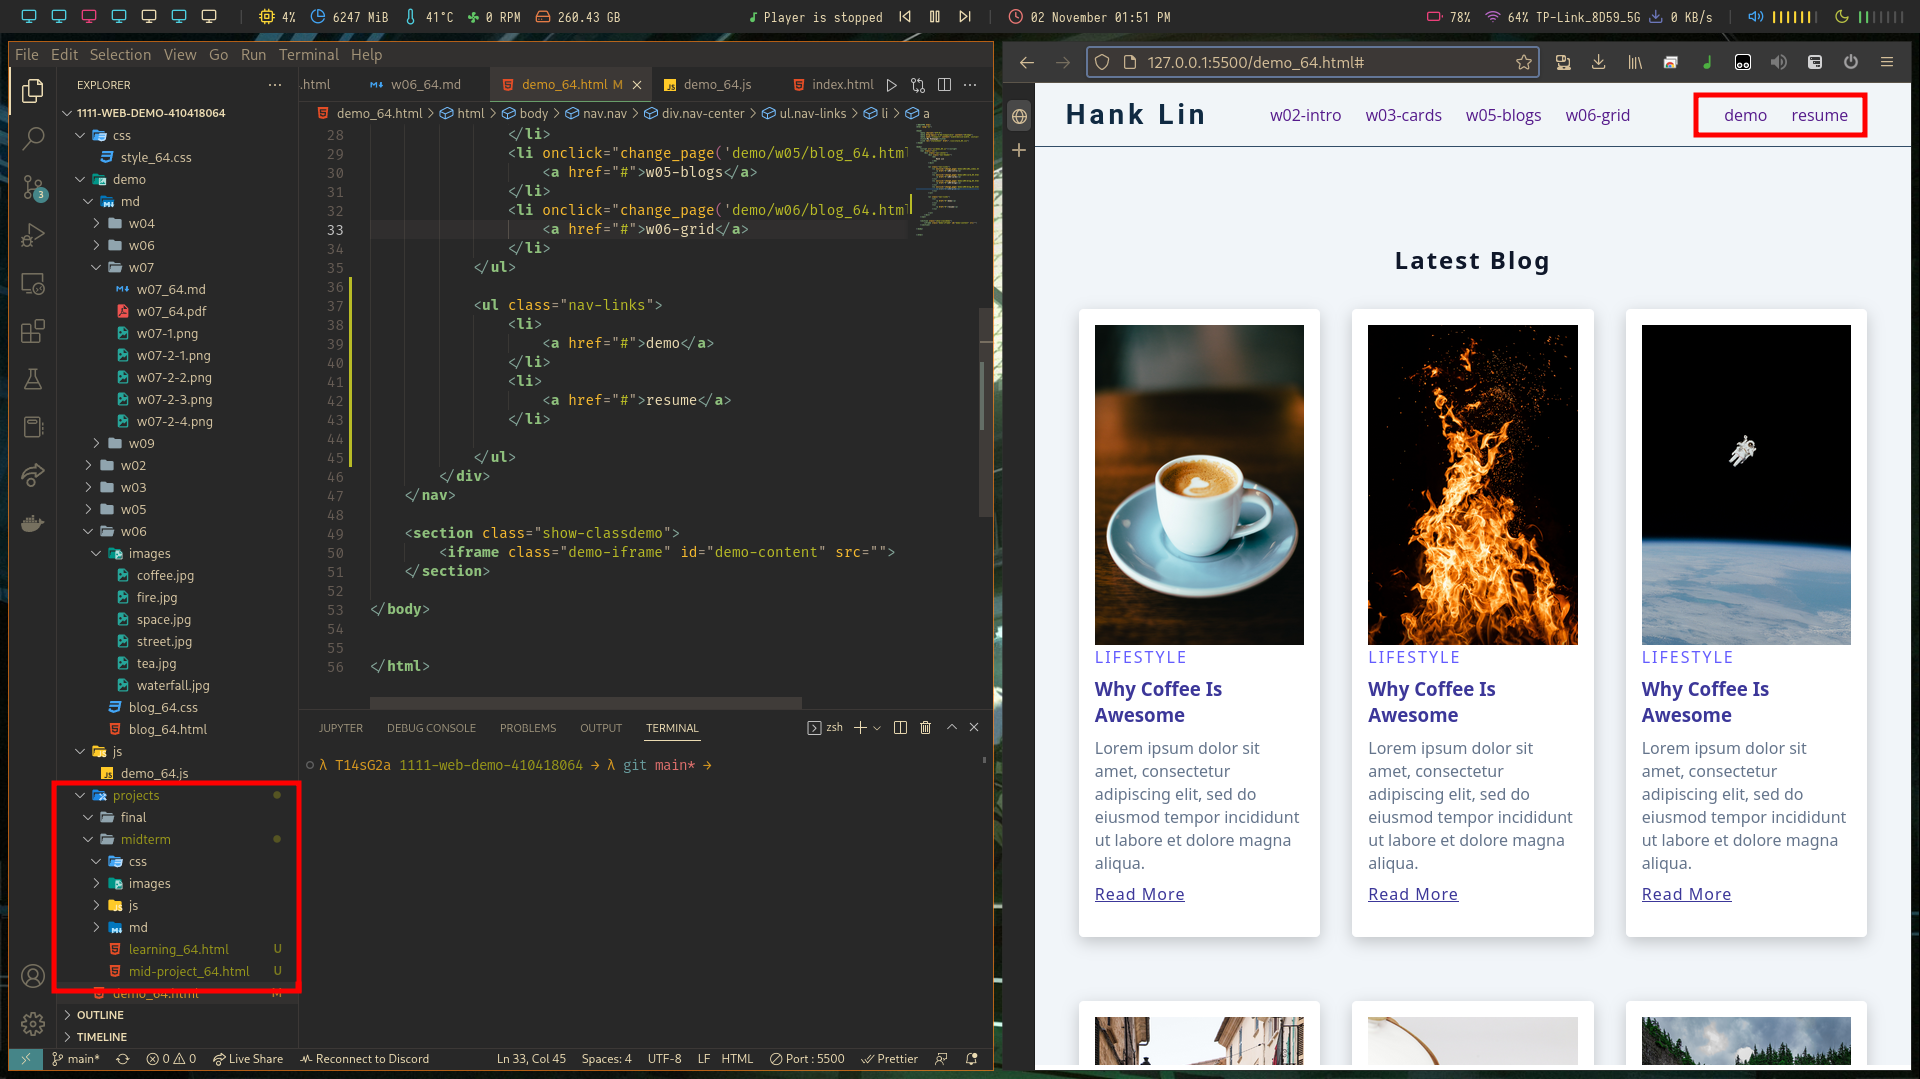 4% 6247 MiB 41°C 0 RPM 260.43 GB Player is stopped 02 November 01:51 PM 78% 64% TP-Link_8D59_5G 0 KB/s
File Edit Selection View Go Run Terminal Help
EXPLORER
1111-WEB-DEMO-410418064
css
style_64.css
demo
md
w04
w06
w07
w07_64.md
w07_64.pdf
w07-1.png
w07-2-1.png
w07-2-2.png
w07-2-3.png
w07-2-4.png
w09
w02
w03
w05
w06
images
coffee.jpg
fire.jpg
space.jpg
street.jpg
tea.jpg
waterfall.jpg
blog_64.css
blog_64.html
js
demo_64.js
projects
final
midterm
css
images
js
md
learning_64.html U
mid-project_64.html U
demo_64.html M
OUTLINE
TIMELINE
3
.html w06_64.md demo_64.html M demo_64.js index.html
demo_64.html > html > body > nav.nav > div.nav-center > ul.nav-links > li > a
28 </li>
29 <li onclick="change_page('demo/w05/blog_64.html
30 <a href="#">w05-blogs</a>
31 </li>
32 <li onclick="change_page('demo/w06/blog_64.html
33 <a href="#">w06-grid</a>
34 </li>
35 </ul>
36
37 <ul class="nav-links">
38 <li>
39 <a href="#">demo</a>
40 </li>
41 <li>
42 <a href="#">resume</a>
43 </li>
44
45 </ul>
46 </div>
47 </nav>
48
49 <section class="show-classdemo">
50 <iframe class="demo-iframe" id="demo-content" src="">
51 </section>
52
53 </body>
54
55
56 </html>
JUPYTER DEBUG CONSOLE PROBLEMS OUTPUT TERMINAL zsh
λ T14sG2a 1111-web-demo-410418064 → λ git main* →
main* 0 0 Live Share Reconnect to Discord Ln 33, Col 45 Spaces: 4 UTF-8 LF HTML Port : 5500 Prettier
127.0.0.1:5500/demo_64.html#
Hank Lin w02-intro w03-cards w05-blogs w06-grid demo resume
Latest Blog
LIFESTYLE
Why Coffee Is
Awesome
Lorem ipsum dolor sit
amet, consectetur
adipiscing elit, sed do
eiusmod tempor incididunt
ut labore et dolore magna
aliqua.
Read More
LIFESTYLE
Why Coffee Is
Awesome
Lorem ipsum dolor sit
amet, consectetur
adipiscing elit, sed do
eiusmod tempor incididunt
ut labore et dolore magna
aliqua.
Read More
LIFESTYLE
Why Coffee Is
Awesome
Lorem ipsum dolor sit
amet, consectetur
adipiscing elit, sed do
eiusmod tempor incididunt
ut labore et dolore magna
aliqua.
Read More